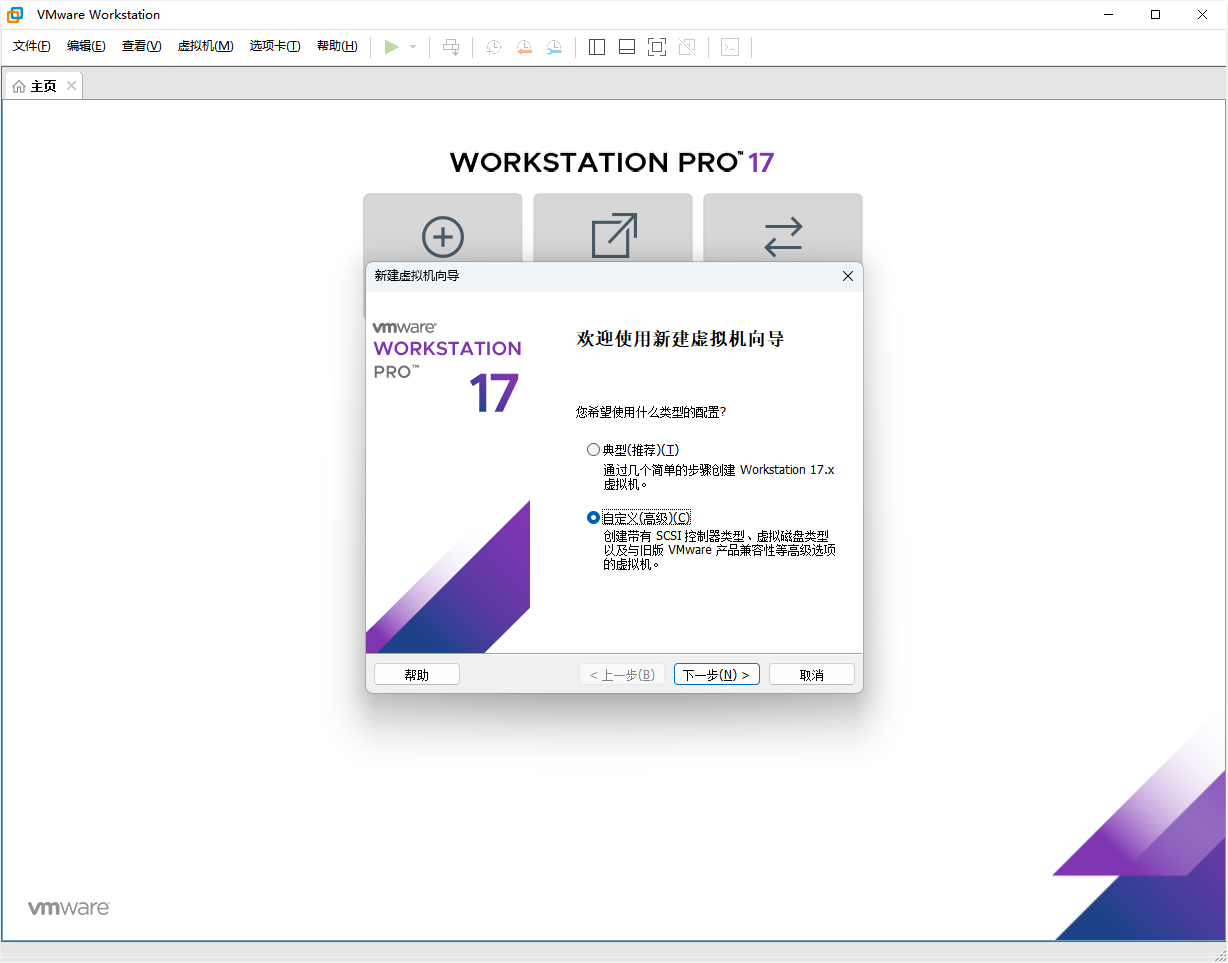 VMware Workstation
文件(F) 编辑(E) 查看(V) 虚拟机(M) 选项卡(T) 帮助(H)
主页
WORKSTATION PRO™ 17
新建虚拟机向导
vmware
WORKSTATION
PRO™
17
欢迎使用新建虚拟机向导
您希望使用什么类型的配置?
典型(推荐)(T)
通过几个简单的步骤创建 Workstation 17.x
虚拟机。
自定义(高级)(C)
创建带有 SCSI 控制器类型、虚拟磁盘类型
以及与旧版 VMware 产品兼容性等高级选项
的虚拟机。
帮助 < 上一步(B) 下一步(N) > 取消
vmware